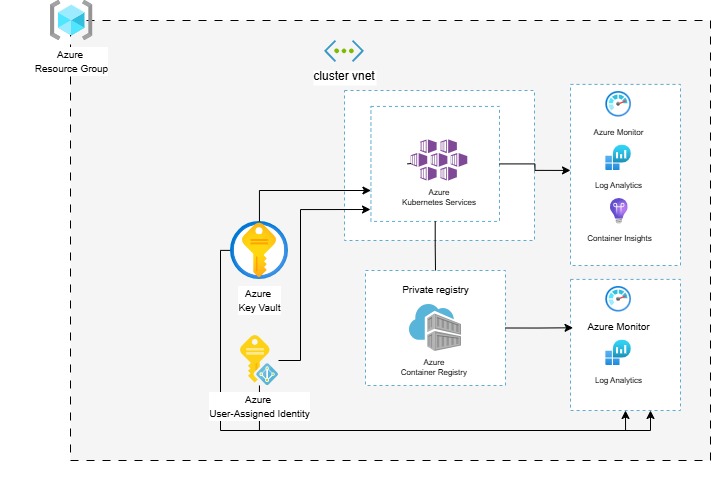 Azure
Resource Group
cluster vnet
Azure
Kubernetes Services
Azure Monitor
Log Analytics
Container Insights
Azure
Key Vault
Private registry
Azure
Container Registry
Azure Monitor
Log Analytics
Azure
User-Assigned Identity